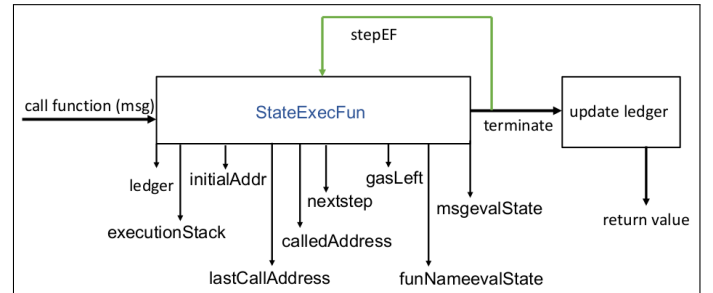 stepEF
call function (msg)
StateExecFun
update ledger
terminate
ledger
initialAddr
gasLeft
nextstep
msgevalState
return value
executionStack
calledAddress
lastCallAddress
funNameevalState